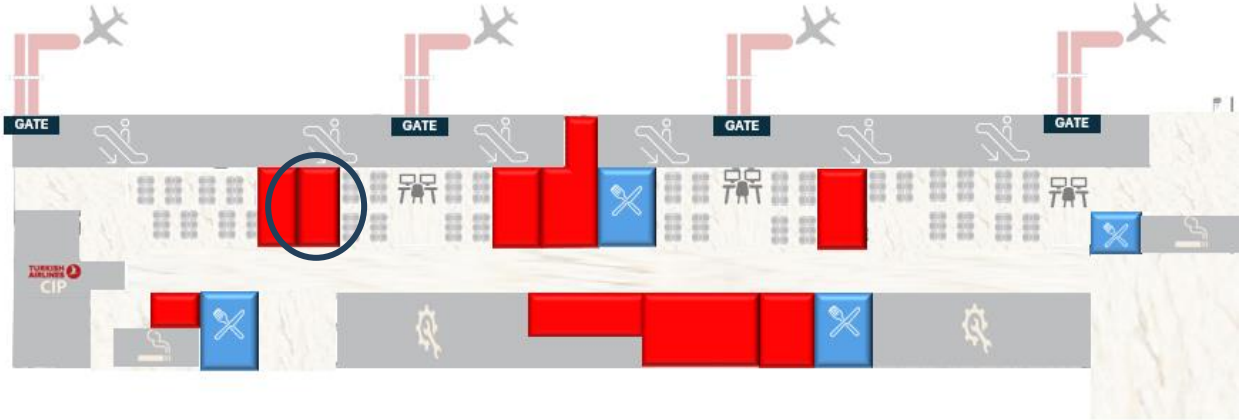 GATE
GATE
GATE
GATE
TURKISH
AIRLINES
CIP